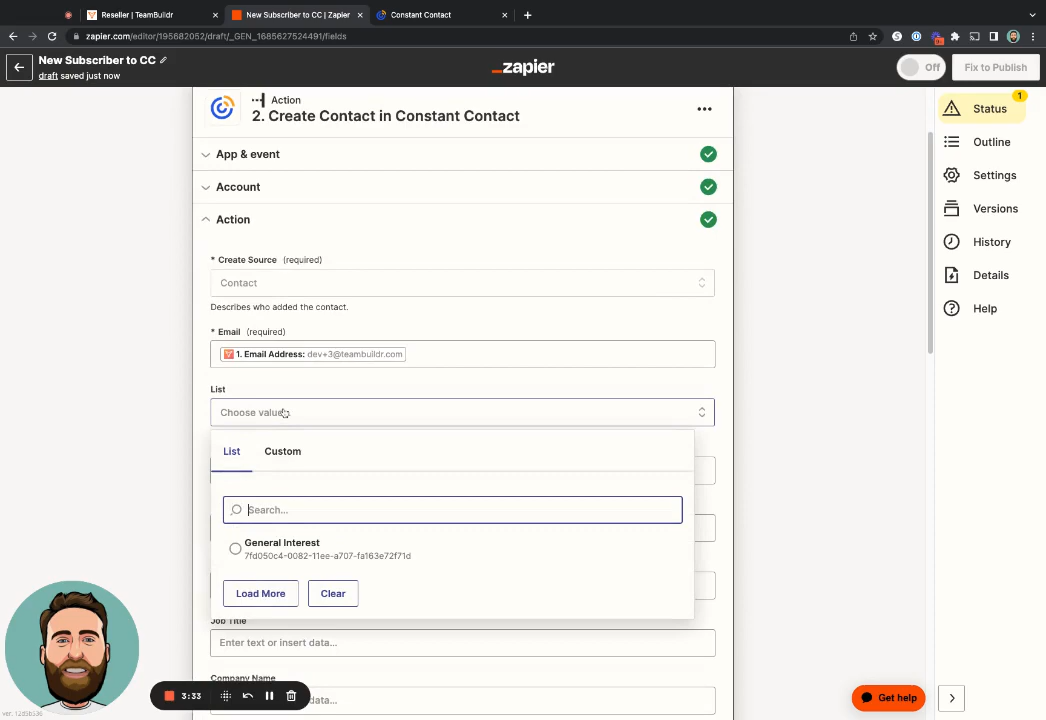 Reseller | TeamBuildr
New Subscriber to CC | Zapier
Constant Contact
zapier.com/editor/195682052/draft/_GEN_1685627524491/fields
New Subscriber to CC
draft saved just now
zapier
Off
Fix to Publish
Action
2. Create Contact in Constant Contact
App & event
Account
Action
* Create Source (required)
Contact
Describes who added the contact.
* Email (required)
1. Email Address: dev+3@teambuildr.com
List
Choose value
List
Custom
Search...
General Interest
7fd050c4-0082-11ee-a707-fa163e72f71d
Load More
Clear
Job Title
Enter text or insert data...
Company Name
data...
1
Status
Outline
Settings
Versions
History
Details
Help
3:33
Get help